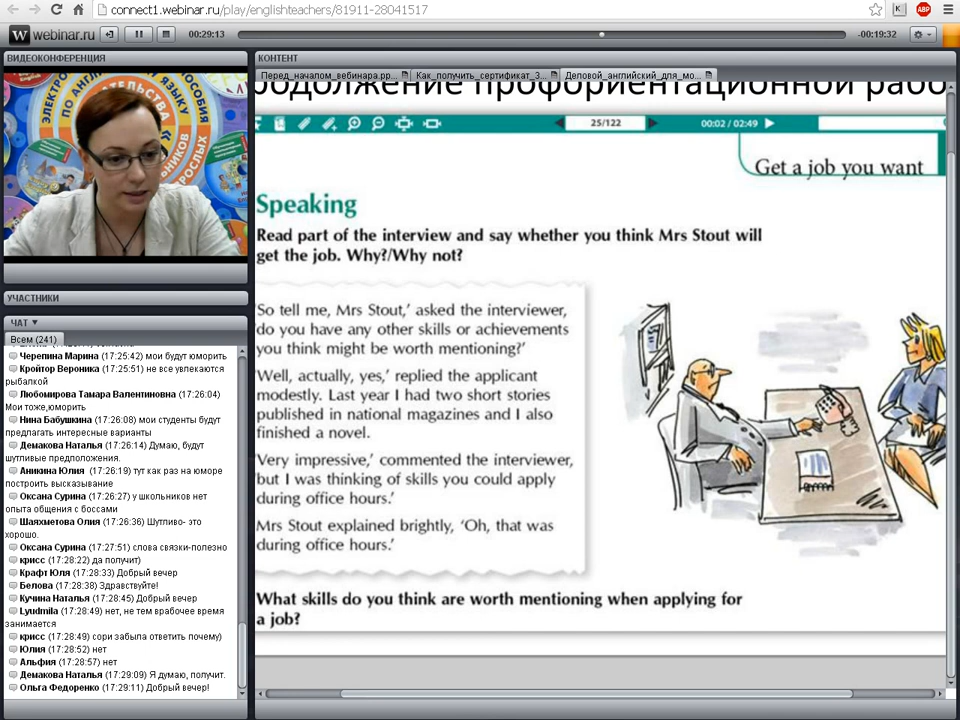 connect1.webinar.ru/play/englishteachers/81911-28041517
W webinar.ru
00:29:13
-00:19:32
ВИДЕОКОНФЕРЕНЦИЯ
ЭЛЕКТРО
ПОСОБИЯ
ПО АНГЛ
ЯЗЫКУ
УЧАСТНИКИ
ЧАТ ▼
Всем (241)
Черепина Марина (17:25:42) мои будут юморить
Кройтор Вероника (17:25:51) не все увлекаются
рыбалкой
Любомирова Тамара Валентиновна (17:26:04)
Мои тоже,юморить
Нина Бабушкина (17:26:08) мои студенты будут
предлагать интересные варианты
Демакова Наталья (17:26:14) Думаю, будут
шутливые предположения.
Аникина Юлия (17:26:19) тут как раз на юморе
построить высказывание
Оксана Сурина (17:26:27) у школьников нет
опыта общения с боссами
Шаяхметова Олия (17:26:36) Шутливо- это
хорошо.
Оксана Сурина (17:27:51) слова связки-полезно
крисс (17:28:22) да получит)
Крафт Юля (17:28:33) Добрый вечер
Белова (17:28:38) Здравствуйте!
Кучина Наталья (17:28:45) Добрый вечер
Lyudmila (17:28:49) нет, не тем врабочее время
занимается
крисс (17:28:49) сори забыла ответить почему)
Юлия (17:28:52) нет
Альфия (17:28:57) нет
Демакова Наталья (17:29:09) Я думаю, получит.
Ольга Федоренко (17:29:11) Добрый вечер!
КОНТЕНТ
Перед_началом_вебинара.pp...
Как_получить_сертификат_3...
Деловой_английский_для_мо...
родолжение профориентационной рабо
25/122
00:02 / 02:49
Get a job you want
Speaking
Read part of the interview and say whether you think Mrs Stout will
get the job. Why?/Why not?
'So tell me, Mrs Stout,' asked the interviewer,
'do you have any other skills or achievements
you think might be worth mentioning?'
'Well, actually, yes,' replied the applicant
modestly. Last year I had two short stories
published in national magazines and I also
finished a novel.
'Very impressive,' commented the interviewer,
'but I was thinking of skills you could apply
during office hours.'
Mrs Stout explained brightly, 'Oh, that was
during office hours.'
What skills do you think are worth mentioning when applying for
a job?